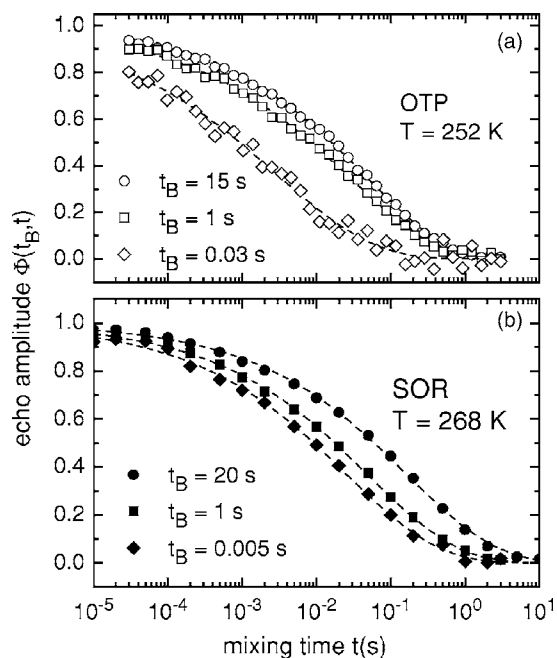 (a)
OTP
T = 252 K
t_B = 15 s
t_B = 1 s
t_B = 0.03 s
1.0
0.8
0.6
0.4
0.2
0.0
echo amplitude Φ(t_B,t)
(b)
SOR
T = 268 K
t_B = 20 s
t_B = 1 s
t_B = 0.005 s
1.0
0.8
0.6
0.4
0.2
0.0
10^-5 10^-4 10^-3 10^-2 10^-1 10^0 10^1
mixing time t(s)